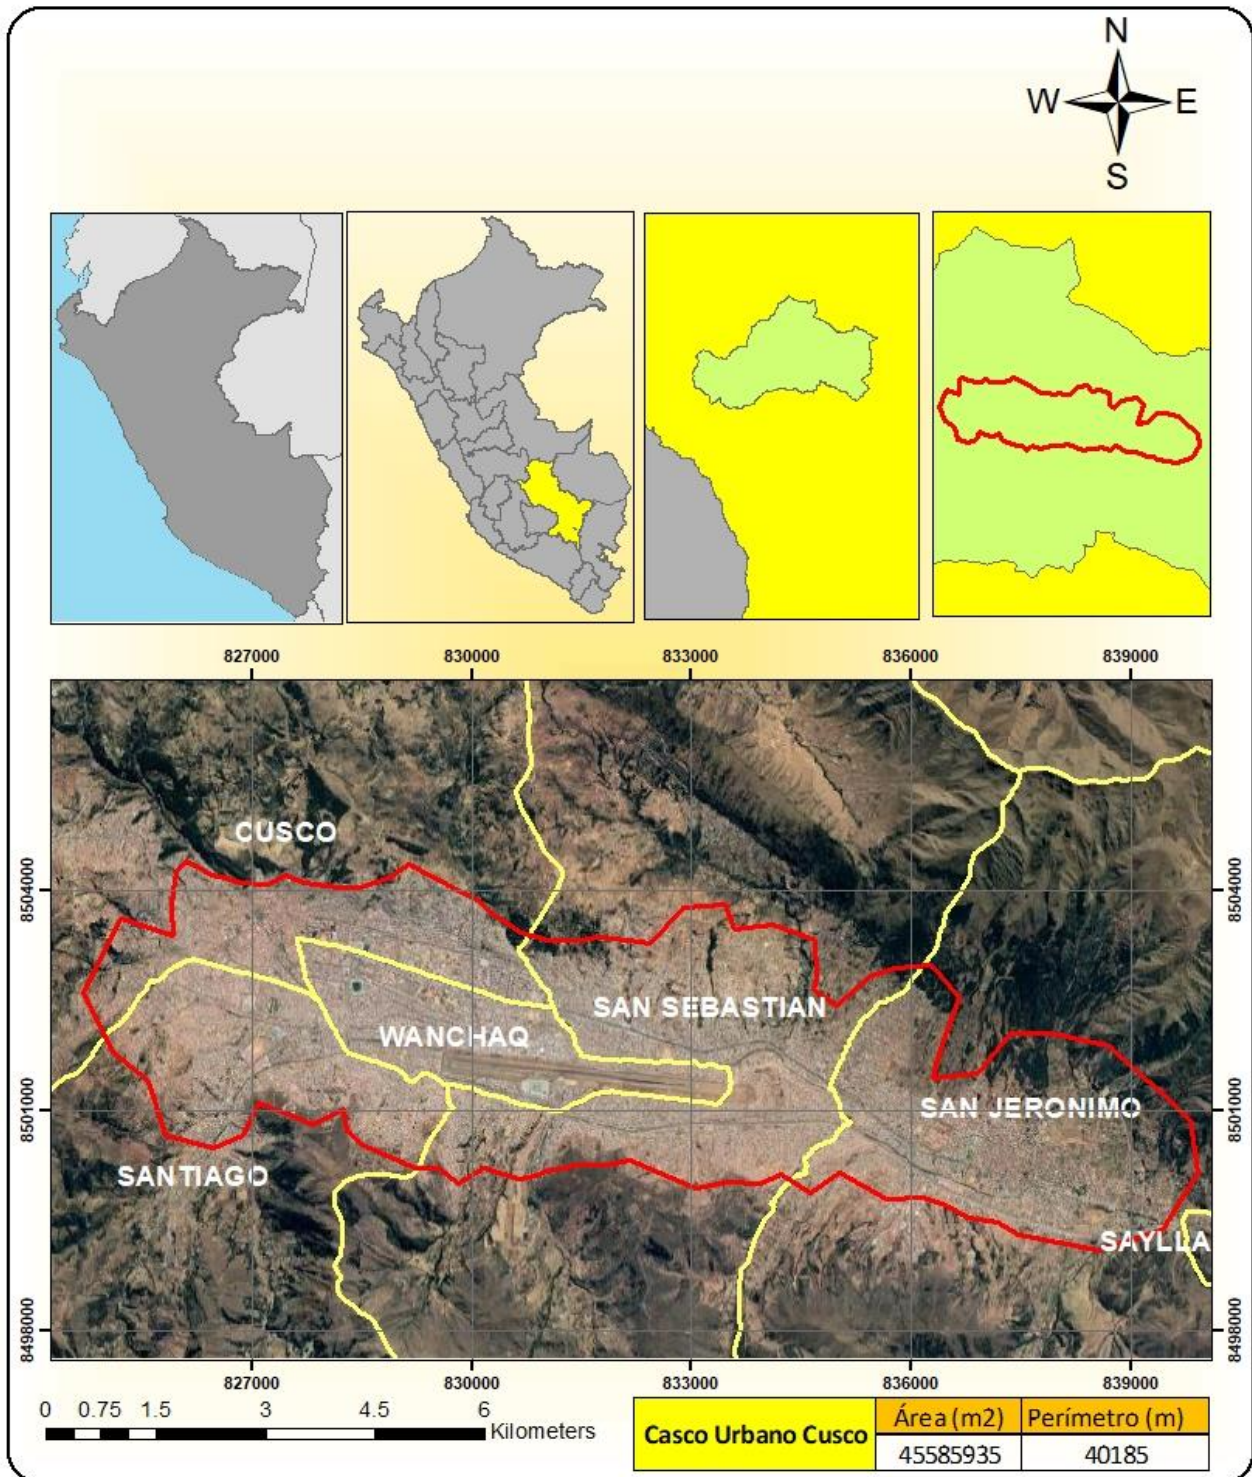 N
W E
S
827000 830000 833000 836000 839000
CUSCO
8504000 8504000
SAN SEBASTIAN
WANCHAQ
8501000 SAN JERONIMO 8501000
SANTIAGO
SAYLLA
8498000 8498000
827000 830000 833000 836000 839000
0 0.75 1.5 3 4.5 6
Kilometers
Casco Urbano Cusco
Área (m2) Perímetro (m)
45585935 40185